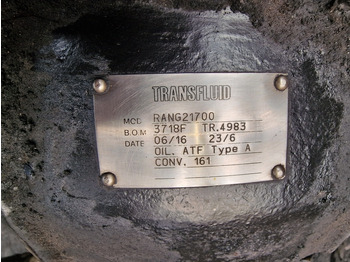 TRANSFLUID
MOD RANG21700
B.O.M 3718F TR.4983
DATE 06/16 23/6
OIL. ATF Type A
CONV. 161